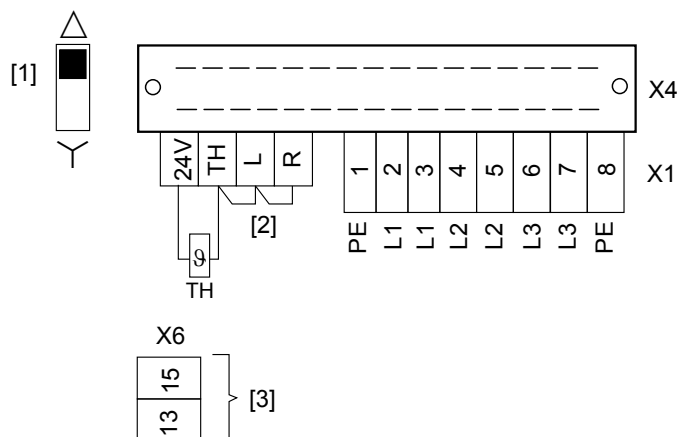 [1]
X4
24V TH L R 1 2 3 4 5 6 7 8 X1
[2]
PE L1 L1 L2 L2 L3 L3 PE
ϑ
TH
X6
15
[3]
13